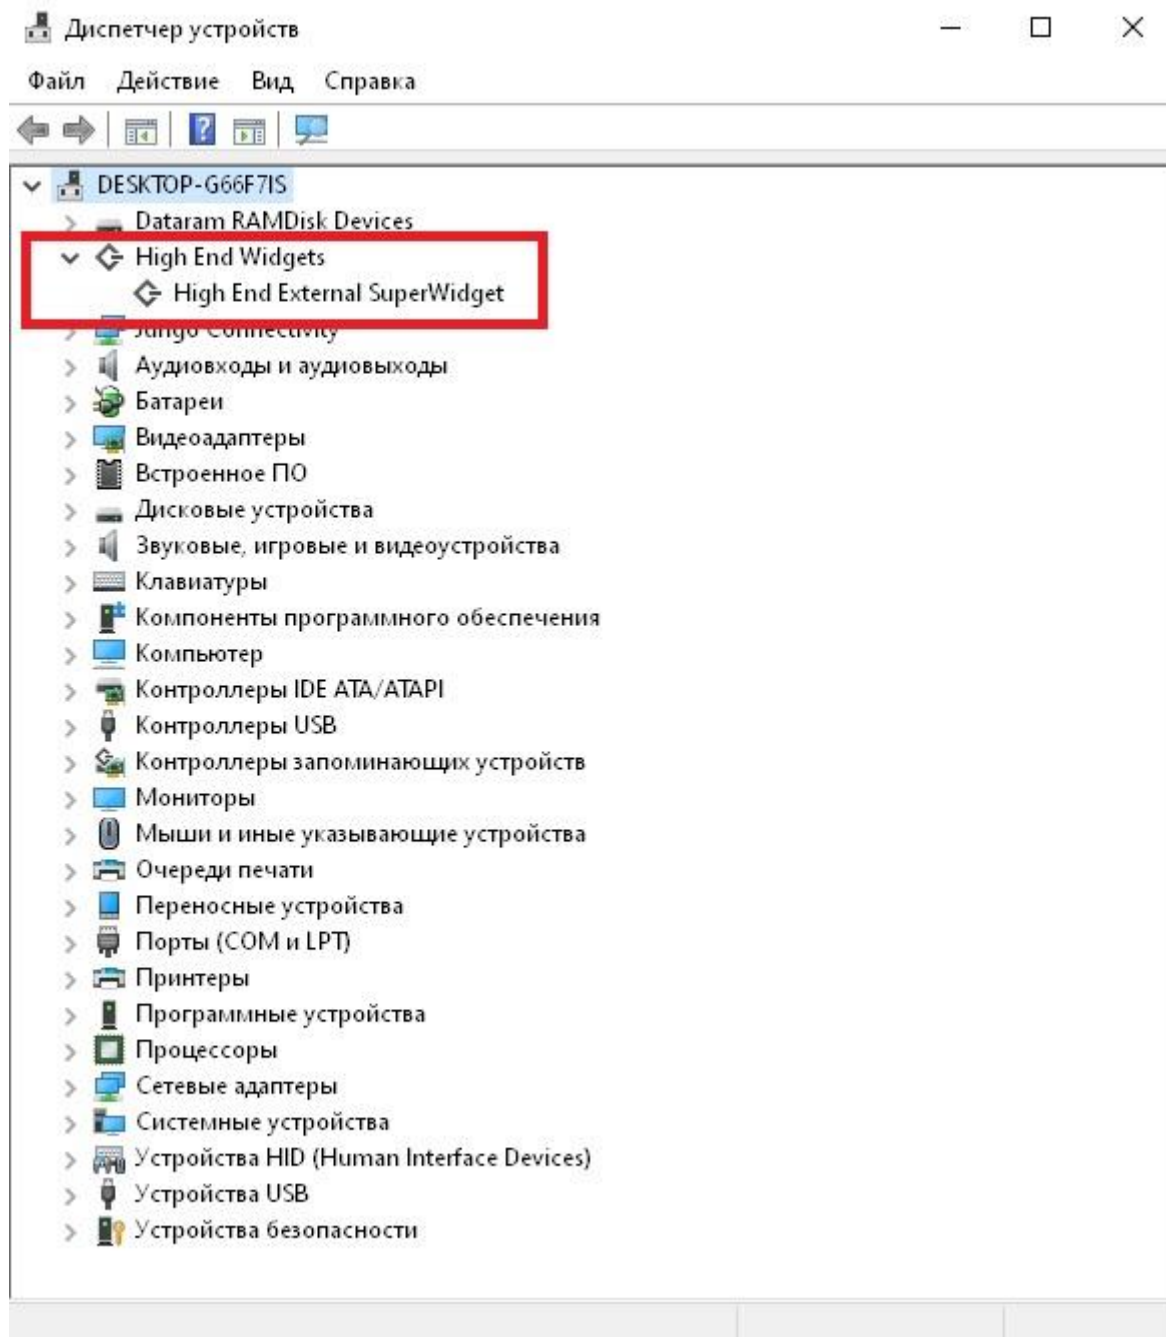 Диспетчер устройств
Файл Действие Вид Справка
DESKTOP-G66F7IS
Dataram RAMDisk Devices
High End Widgets
High End External SuperWidget
Jungo Connectivity
Аудиовходы и аудиовыходы
Батареи
Видеоадаптеры
Встроенное ПО
Дисковые устройства
Звуковые, игровые и видеоустройства
Клавиатуры
Компоненты программного обеспечения
Компьютер
Контроллеры IDE ATA/ATAPI
Контроллеры USB
Контроллеры запоминающих устройств
Мониторы
Мыши и иные указывающие устройства
Очереди печати
Переносные устройства
Порты (COM и LPT)
Принтеры
Программные устройства
Процессоры
Сетевые адаптеры
Системные устройства
Устройства HID (Human Interface Devices)
Устройства USB
Устройства безопасности